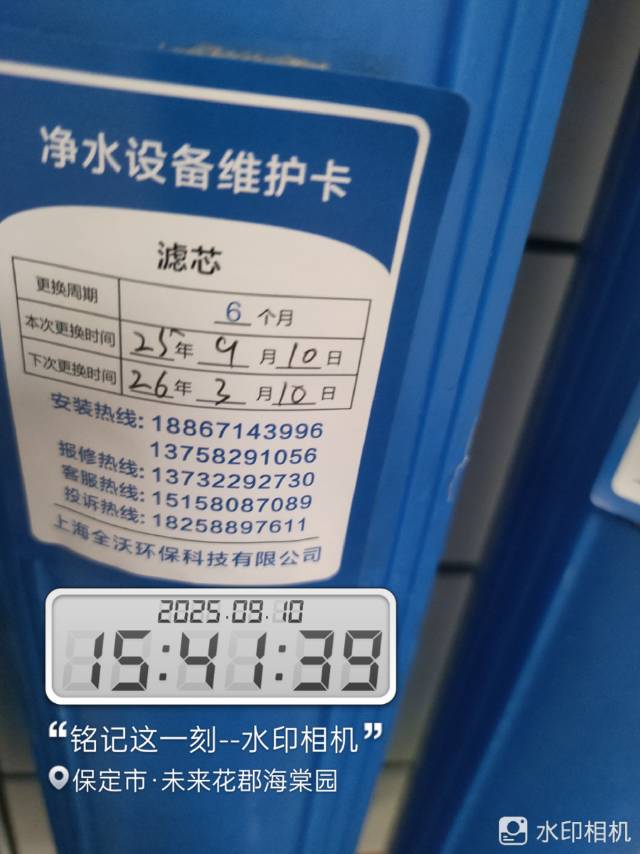 净水设备维护卡
滤芯
更换周期 6 个月
本次更换时间 25年 9月10日
下次更换时间 26年 3月10日
安装热线: 18867143996
13758291056
报修热线: 13732292730
客服热线: 15158087089
投诉热线: 18258897611
上海全沃环保科技有限公司
2025.09.10
15:41:39
“铭记这一刻--水印相机”
保定市·未来花郡海棠园
水印相机